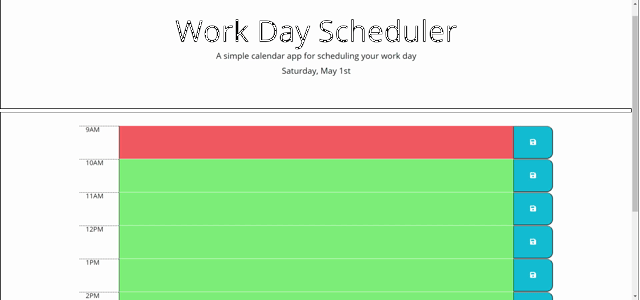 Work Day Scheduler
A simple calendar app for scheduling your work day
Saturday, May 1st
9AM
10AM
11AM
12PM
1PM
2PM